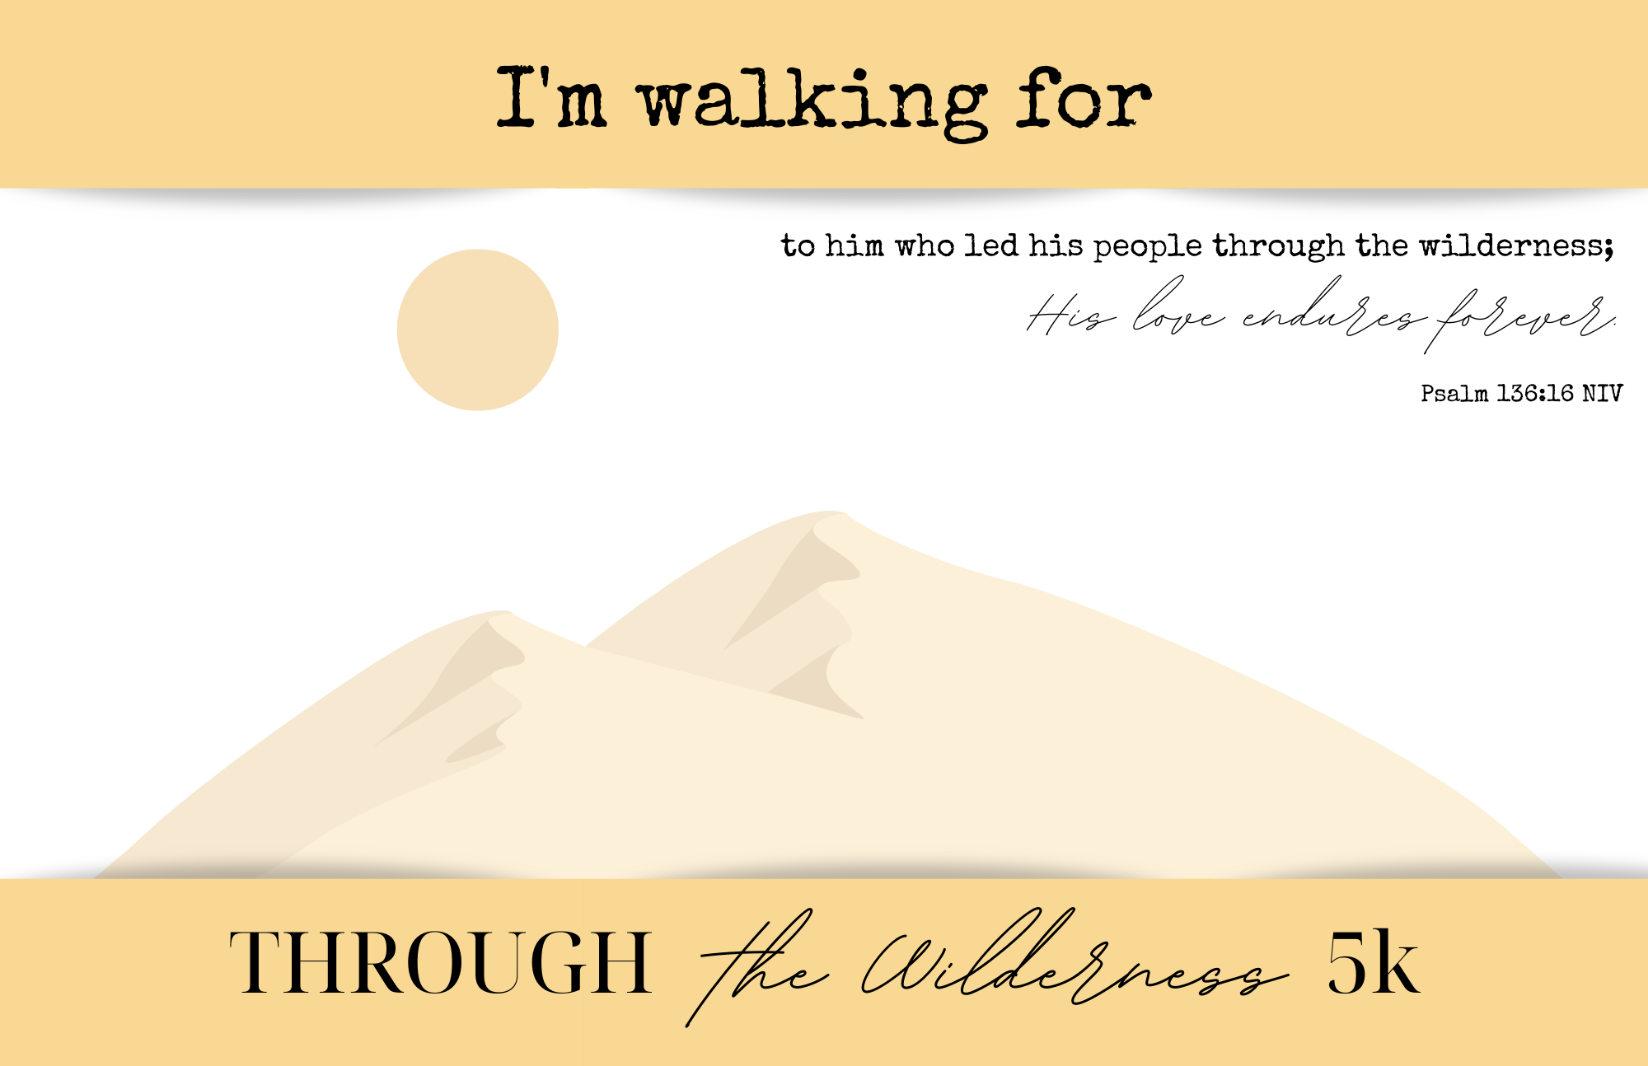 I'm walking for
to him who led his people through the wilderness;
His love endures forever.
Psalm 136:16 NIV
THROUGH the Wilderness 5k